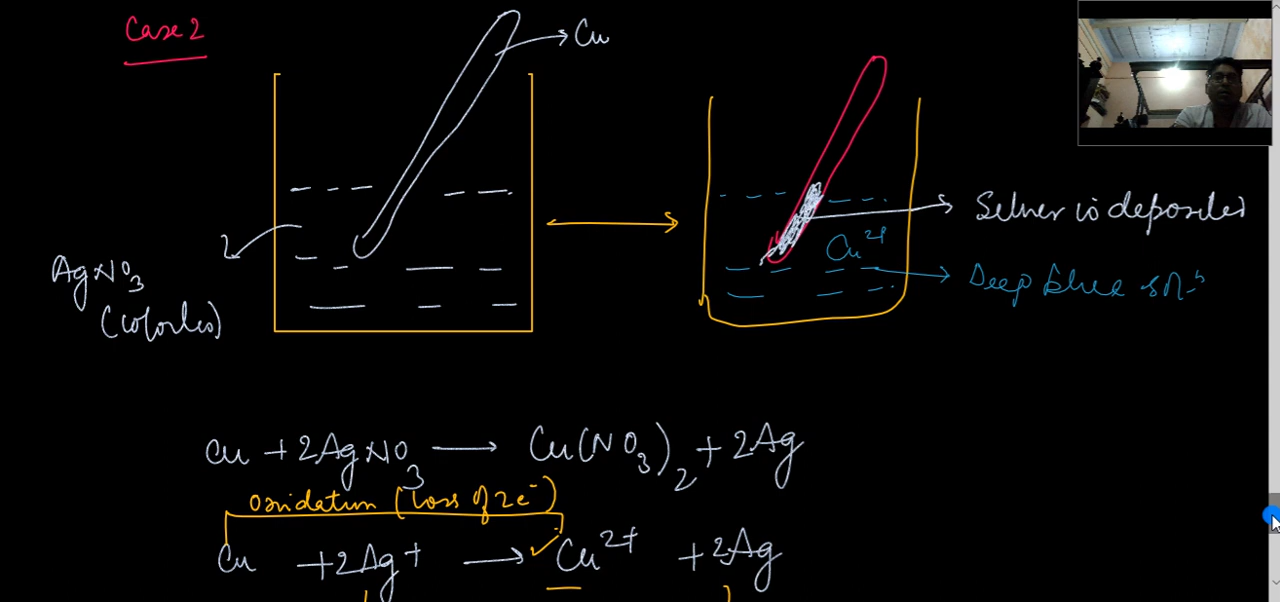 Case 2
Cu
AgNO3
(colorless)
Silver is deposited
Cu2+
Deep blue soln
Cu + 2AgNO3 → Cu(NO3)2 + 2Ag
Oxidation (loss of 2e-)
Cu + 2Ag+ → Cu2+ + 2Ag